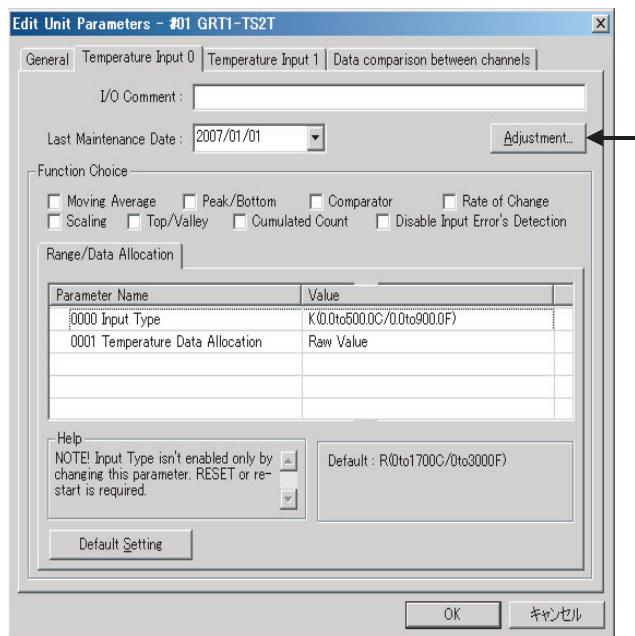 Edit Unit Parameters - #01 GRT1-TS2T
General Temperature Input 0 Temperature Input 1 Data comparison between channels
I/O Comment :
Last Maintenance Date : 2007/01/01 Adjustment...
Function Choice
Moving Average Peak/Bottom Comparator Rate of Change
Scaling Top/Valley Cumulated Count Disable Input Error's Detection
Range/Data Allocation
Parameter Name Value
0000 Input Type K(0.0to500.0C/0.0to900.0F)
0001 Temperature Data Allocation Raw Value
Help
NOTE! Input Type isn't enabled only by
changing this parameter. RESET or re-
start is required.
Default : R(0to1700C/0to3000F)
Default Setting
OK キャンセル